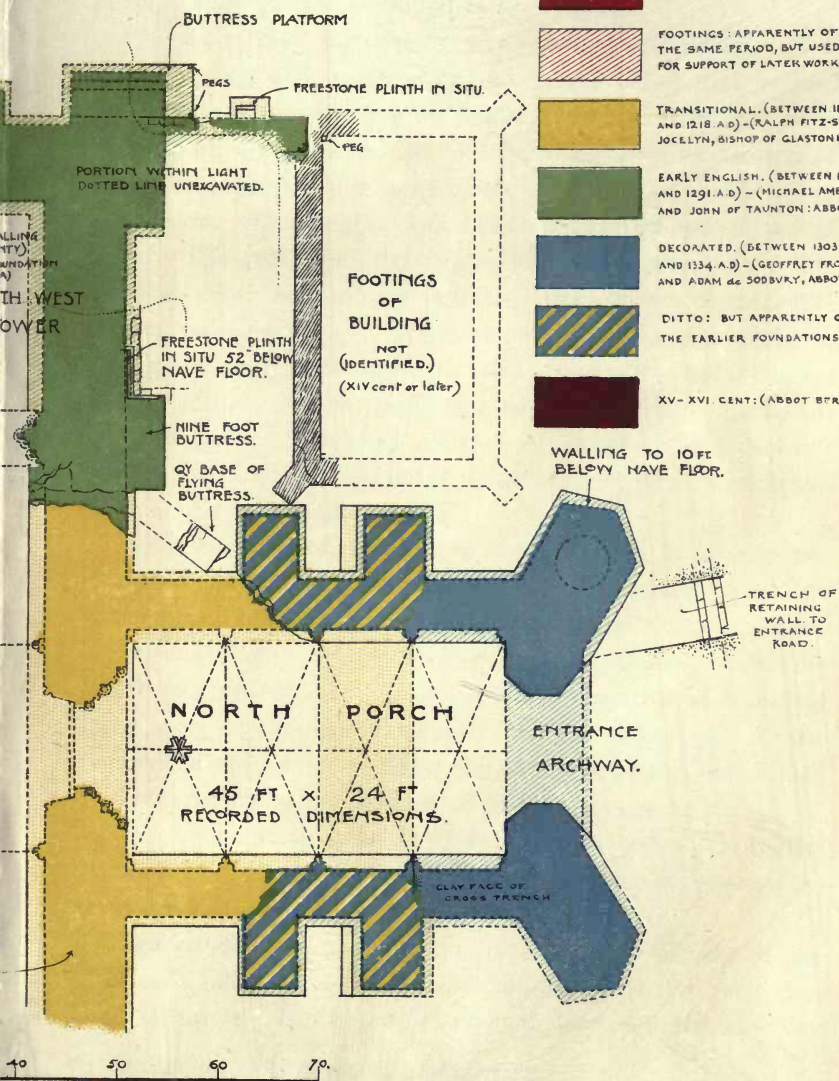 BUTTRESS PLATFORM
PEGS
FREESTONE PLINTH IN SITU.
PEG
PORTION WITHIN LIGHT
DOTTED LINE UNEXCAVATED.
TH WEST
OWER
FREESTONE PLINTH
IN SITU 52" BELOW
NAVE FLOOR.
NINE FOOT
BUTTRESS.
QY BASE OF
FLYING
BUTTRESS.
FOOTINGS
OF
BUILDING
NOT
(IDENTIFIED.)
(XIV cent or later)
FOOTINGS: APPARENTLY OF
THE SAME PERIOD, BUT USED
FOR SUPPORT OF LATER WORK
TRANSITIONAL. (BETWEEN
AND 1218. A.D)-(RALPH FITZ-S
JOCELYN, BISHOP OF GLASTON
EARLY ENGLISH. (BETWEEN
AND 1291. A.D) - (MICHAEL AM
AND JOHN OF TAUNTON: ABBO
DECORATED. (BETWEEN 1303
AND 1334. A.D)-(GEOFFREY FRO
AND ADAM de SODBURY, ABBO
DITTO: BUT APPARENTLY
THE EARLIER FOUNDATIONS
XV-XVI. CENT: (ABBOT BER
WALLING TO 10 FT.
BELOW NAVE FLOOR.
TRENCH OF
RETAINING
WALL TO
ENTRANCE
ROAD.
NORTH PORCH
45 FT x 24 FT
RECORDED DIMENSIONS.
ENTRANCE
ARCHWAY.
CLAY FACE OF
CROSS TRENCH
40 50 60 70.